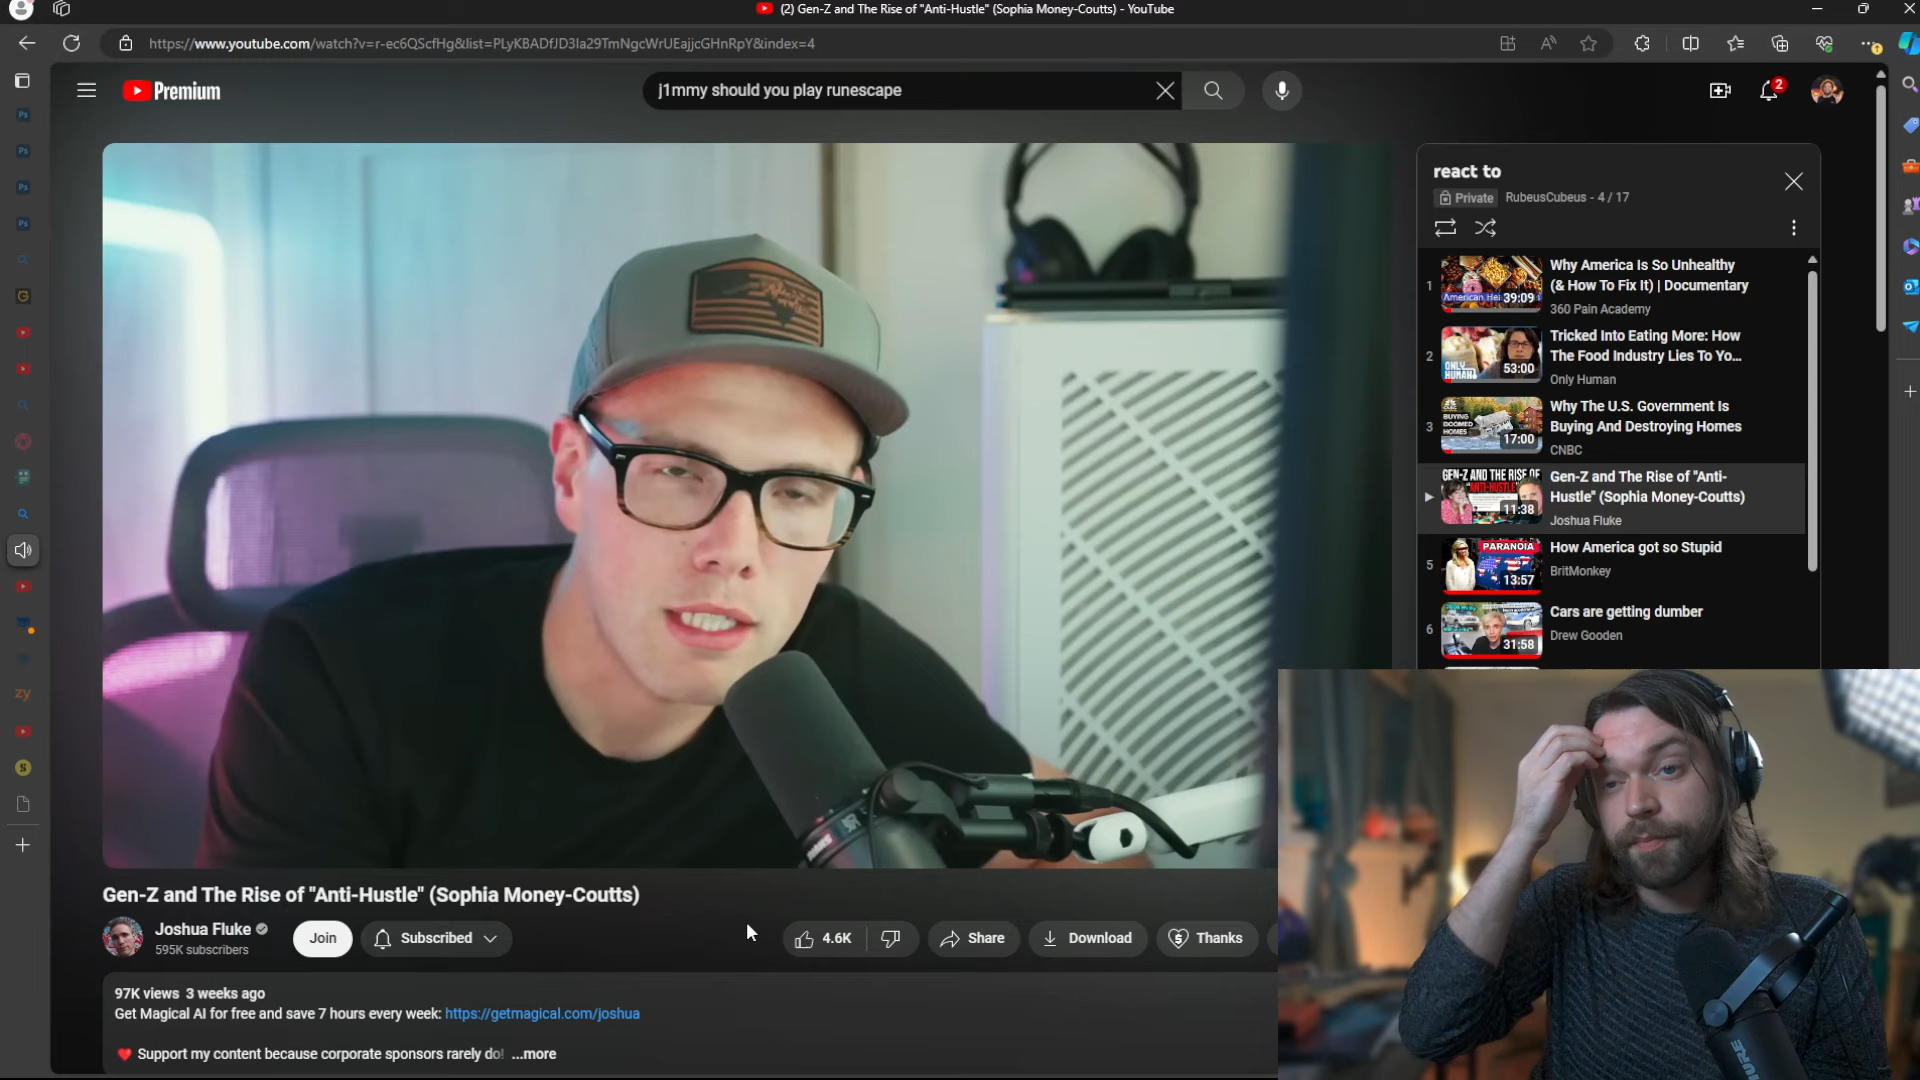 (2) Gen-Z and The Rise of "Anti-Hustle" (Sophia Money-Coutts) - YouTube
https://www.youtube.com/watch?v=r-ec6QScfHg&list=PLyKBADfJD3Ia29TmNgcWrUEajjcGHnRpY&index=4
Premium
j1mmy should you play runescape
2
react to
Private RubeusCubeus - 4 / 17
1
39:09
Why America Is So Unhealthy
(& How To Fix It) | Documentary
360 Pain Academy
2
ONLY HUMAN
53:00
Tricked Into Eating More: How
The Food Industry Lies To Yo...
Only Human
3
BUYING DOOMED HOMES
17:00
Why The U.S. Government Is
Buying And Destroying Homes
CNBC
GEN-Z AND THE RISE OF
"ANTI-HUSTLE"
11:38
Gen-Z and The Rise of "Anti-
Hustle" (Sophia Money-Coutts)
Joshua Fluke
5
PARANOIA
13:57
How America got so Stupid
BritMonkey
6
31:58
Cars are getting dumber
Drew Gooden
Gen-Z and The Rise of "Anti-Hustle" (Sophia Money-Coutts)
Joshua Fluke
595K subscribers
Join
Subscribed
4.6K
Share
Download
Thanks
97K views 3 weeks ago
Get Magical AI for free and save 7 hours every week: https://getmagical.com/joshua
Support my content because corporate sponsors rarely do! ...more
zy